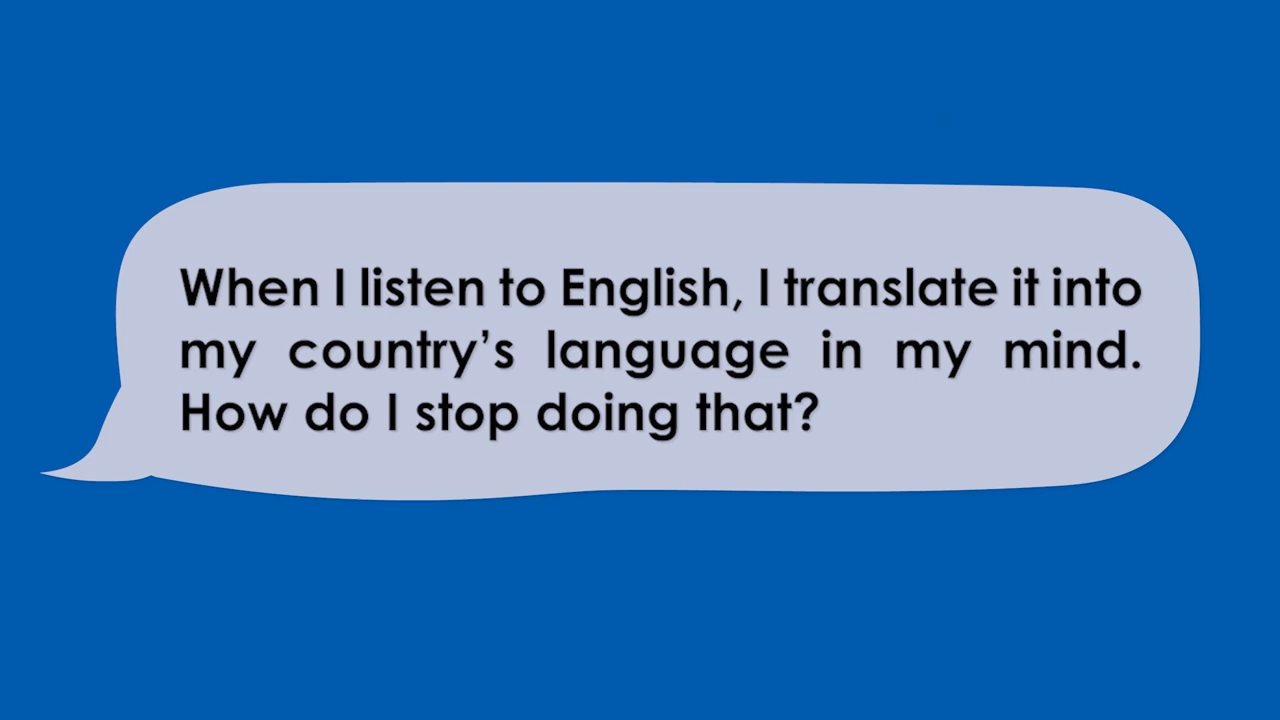 When I listen to English, I translate it into
my country’s language in my mind.
How do I stop doing that?